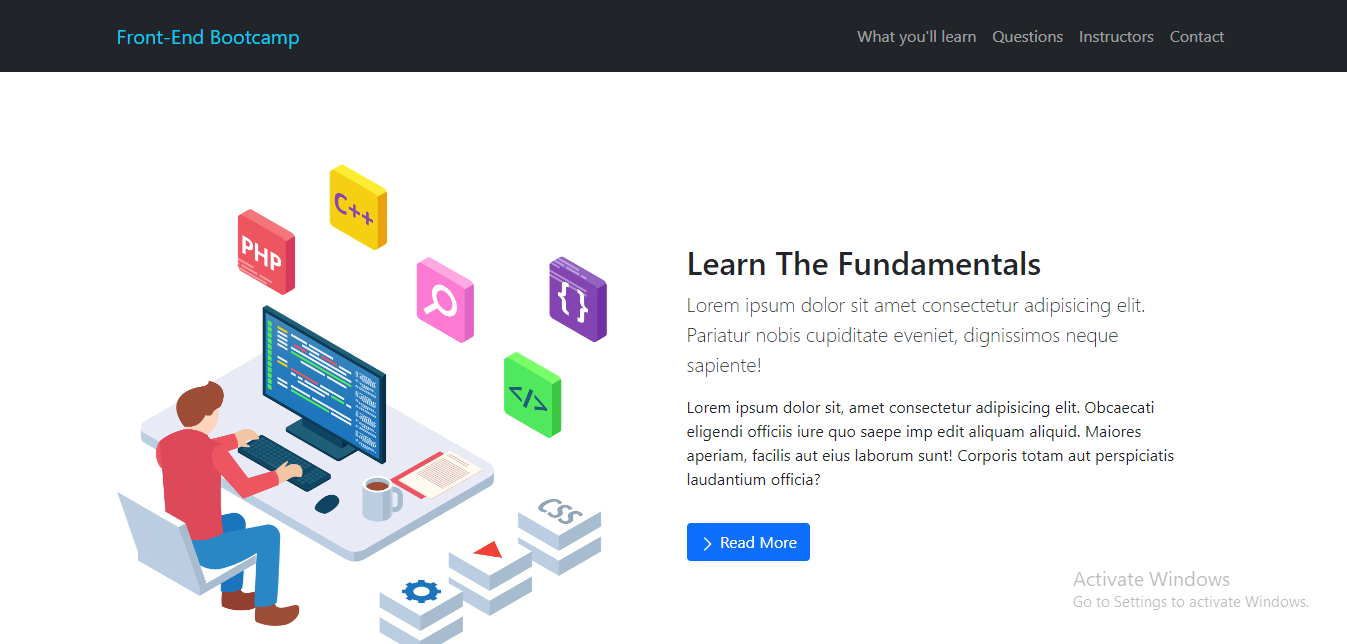 Front-End Bootcamp
What you'll learn Questions Instructors Contact
C++
PHP
{}
</>
CSS
Learn The Fundamentals
Lorem ipsum dolor sit amet consectetur adipisicing elit.
Pariatur nobis cupiditate eveniet, dignissimos neque
sapiente!
Lorem ipsum dolor sit, amet consectetur adipisicing elit. Obcaecati
eligendi officiis iure quo saepe imp edit aliquam aliquid. Maiores
aperiam, facilis aut eius laborum sunt! Corporis totam aut perspiciatis
laudantium officia?
Read More
Activate Windows
Go to Settings to activate Windows.